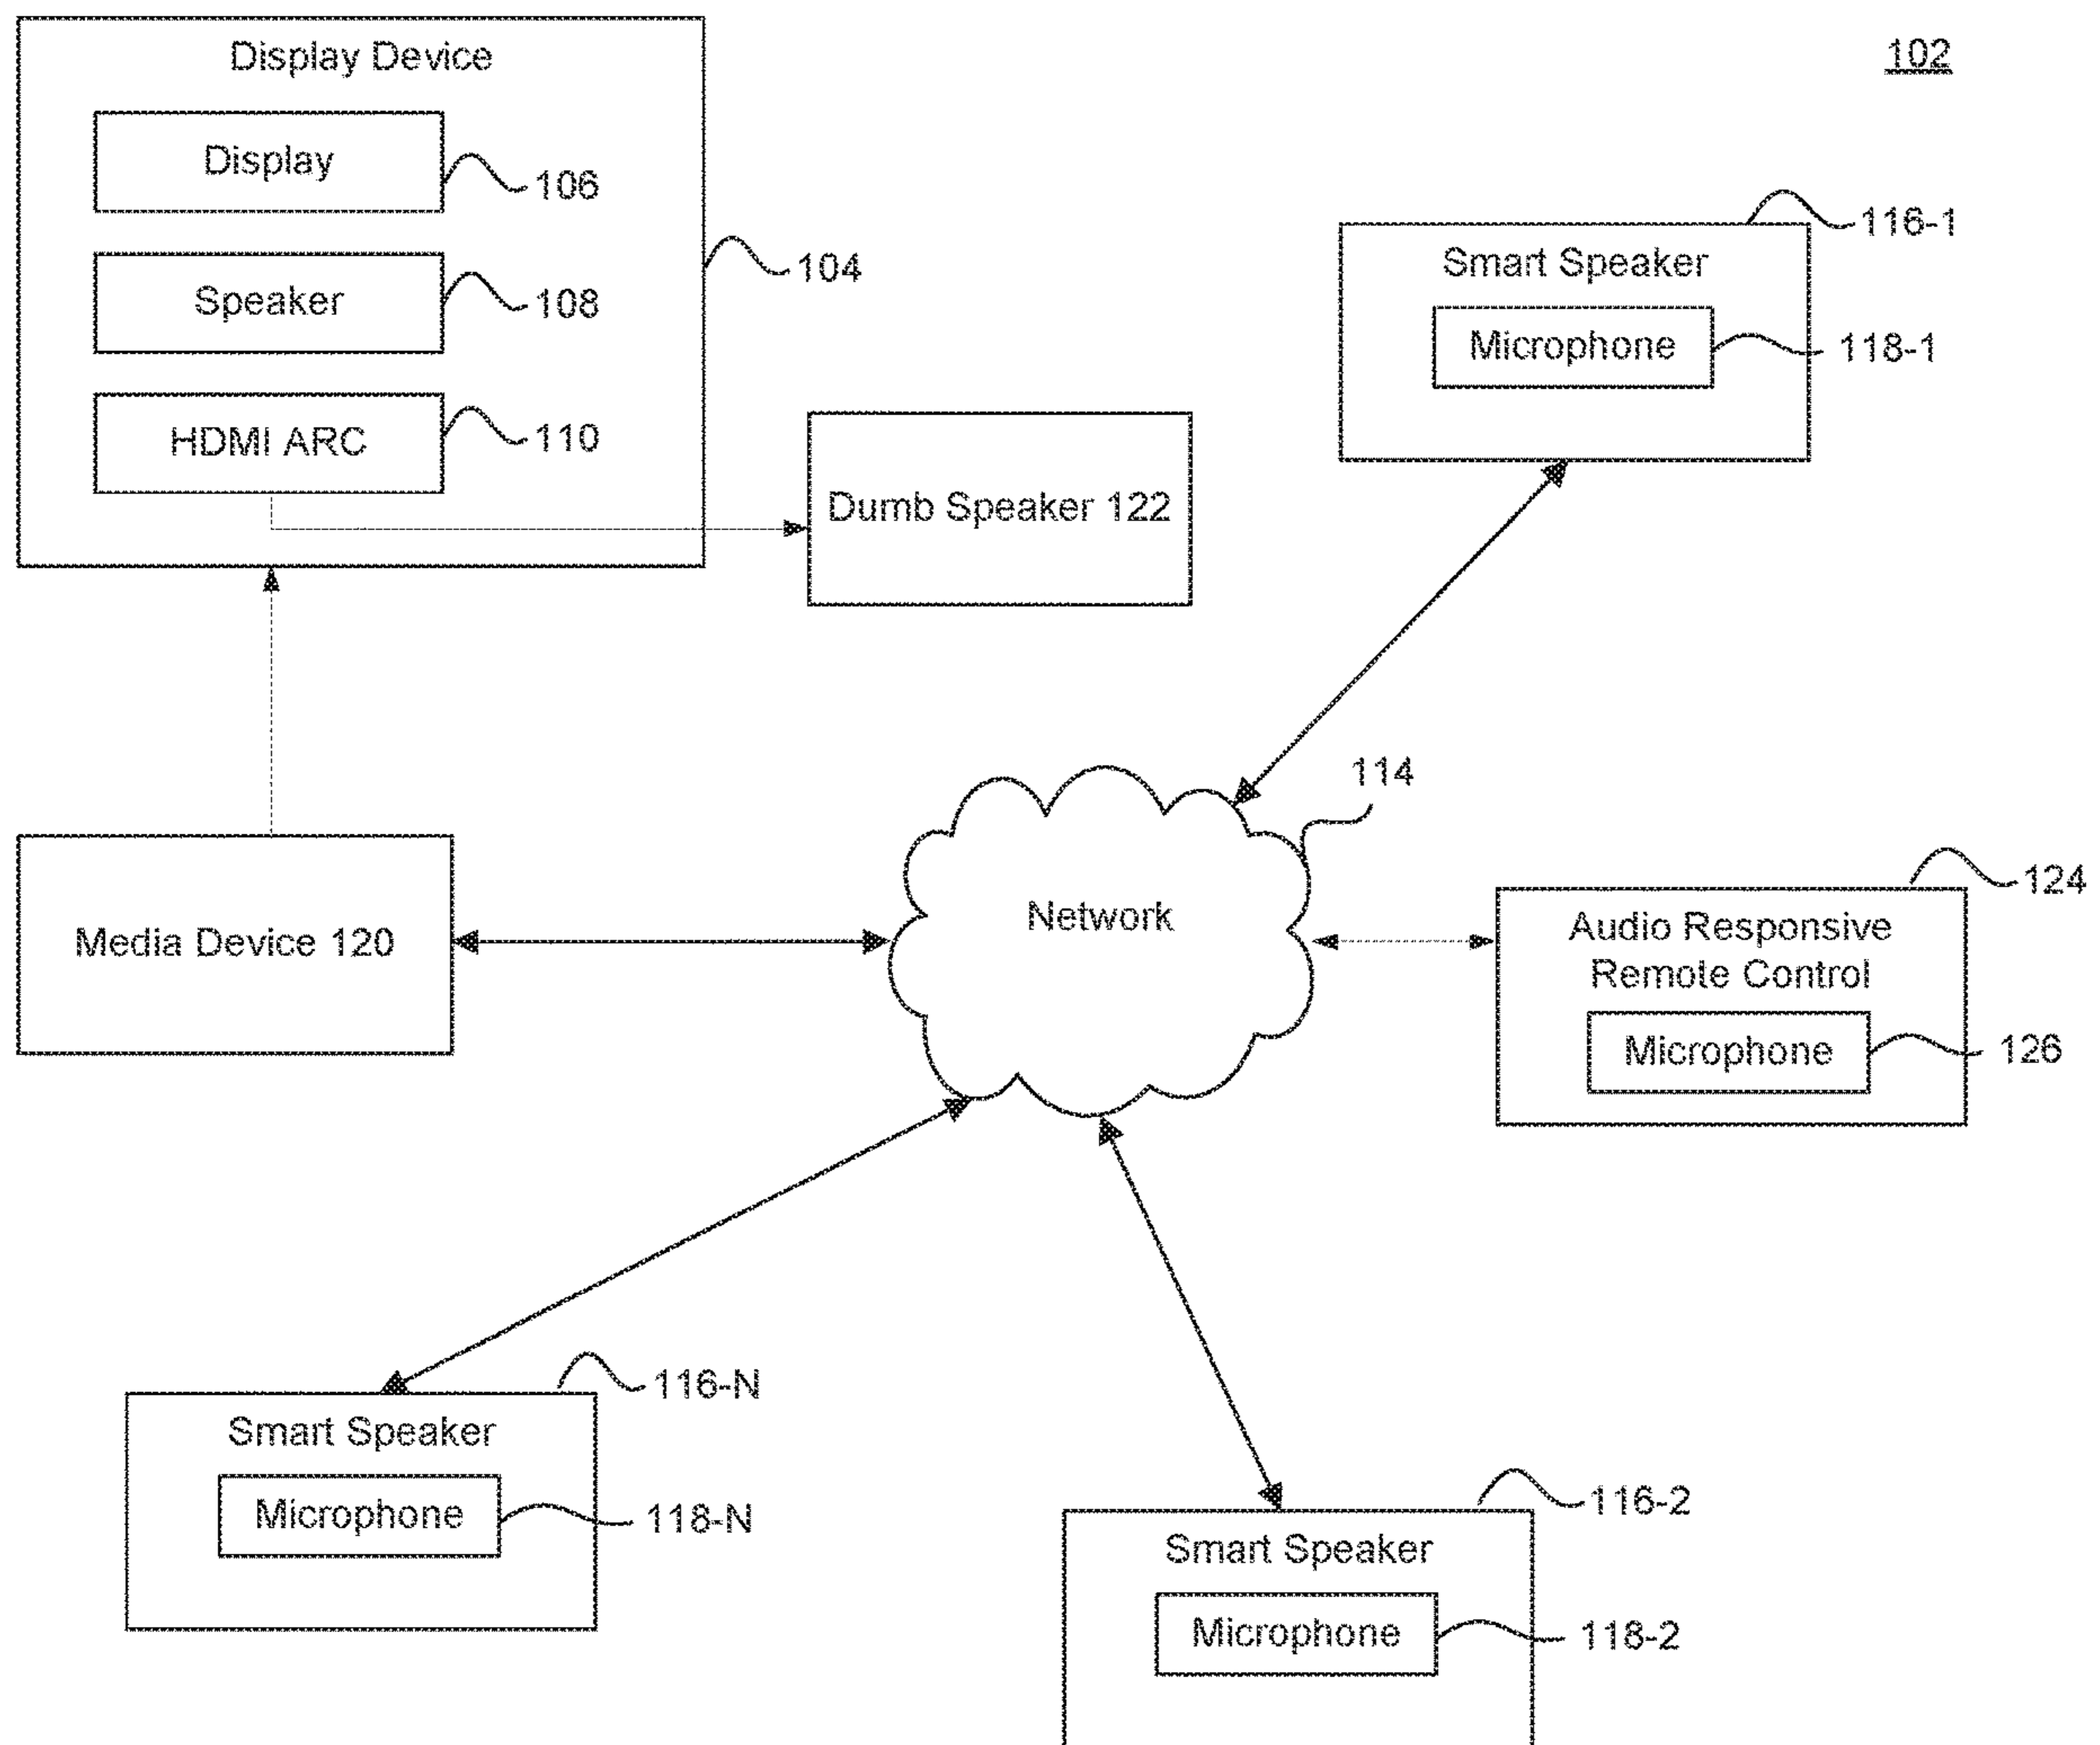 102
Display Device
Display
106
Speaker
108
HDMI ARC
110
104
Dumb Speaker 122
116-1
Smart Speaker
Microphone
118-1
114
Network
Media Device 120
124
Audio Responsive
Remote Control
Microphone
126
116-N
Smart Speaker
Microphone
118-N
116-2
Smart Speaker
Microphone
118-2